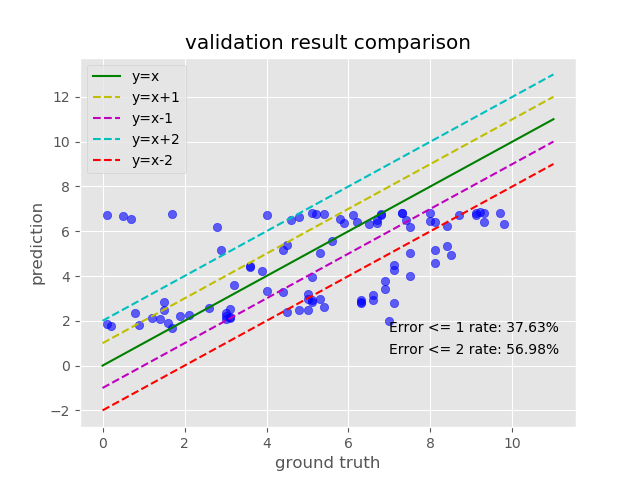 validation result comparison
y=x
y=x+1
y=x-1
y=x+2
y=x-2
12
10
8
6
4
2
0
−2
prediction
Error <= 1 rate: 37.63%
Error <= 2 rate: 56.98%
0 2 4 6 8 10
ground truth